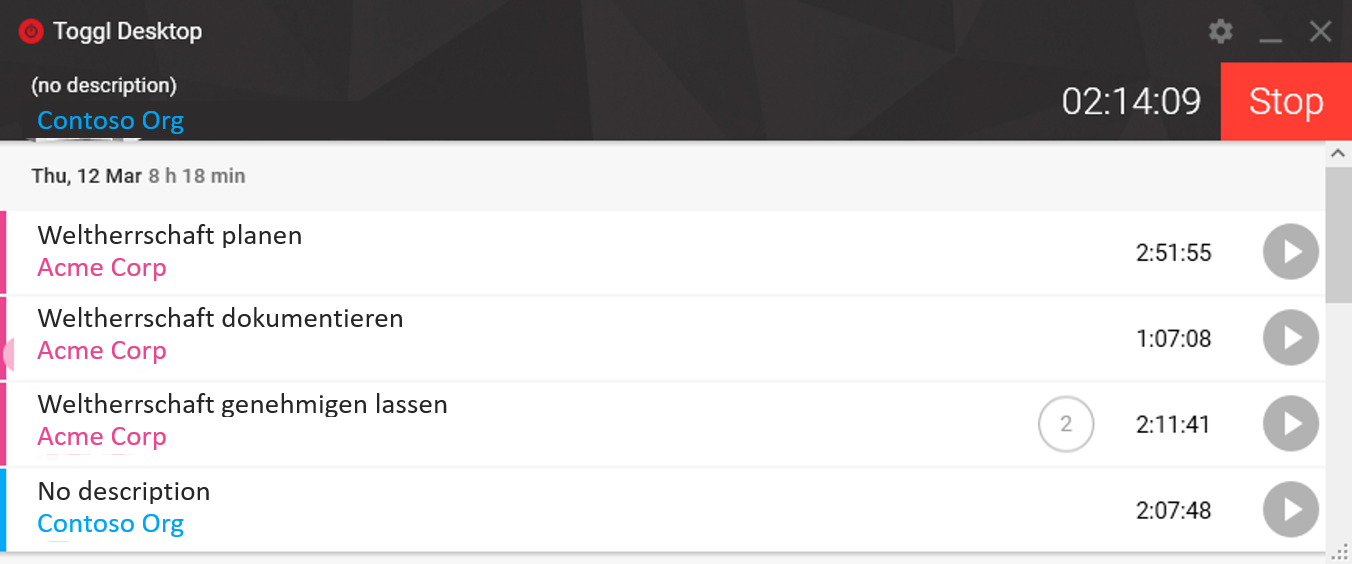 Toggl Desktop
(no description)
Contoso Org
02:14:09
Stop
Thu, 12 Mar 8 h 18 min
Weltherrschaft planen
Acme Corp
2:51:55
Weltherrschaft dokumentieren
Acme Corp
1:07:08
Weltherrschaft genehmigen lassen
Acme Corp
2
2:11:41
No description
Contoso Org
2:07:48